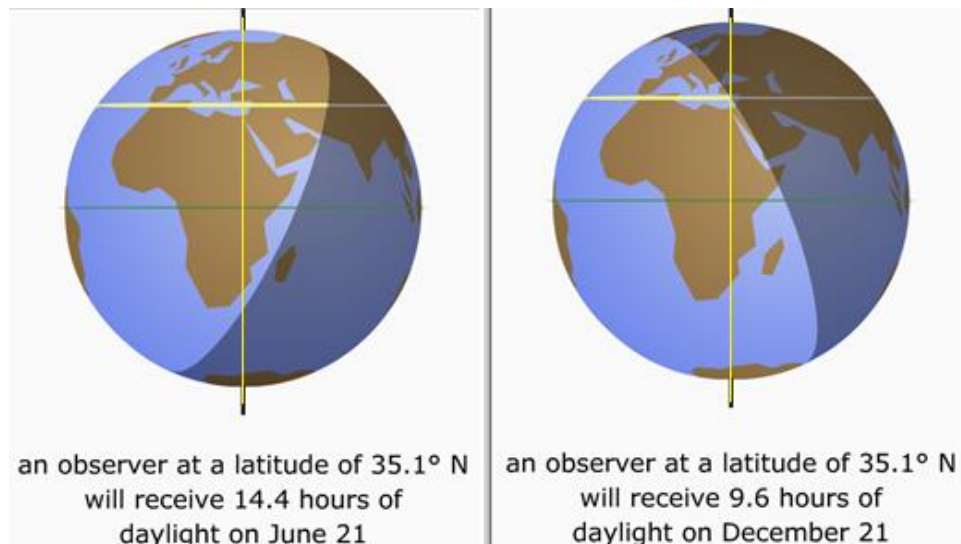 an observer at a latitude of 35.1° N
will receive 14.4 hours of
daylight on June 21
an observer at a latitude of 35.1° N
will receive 9.6 hours of
daylight on December 21